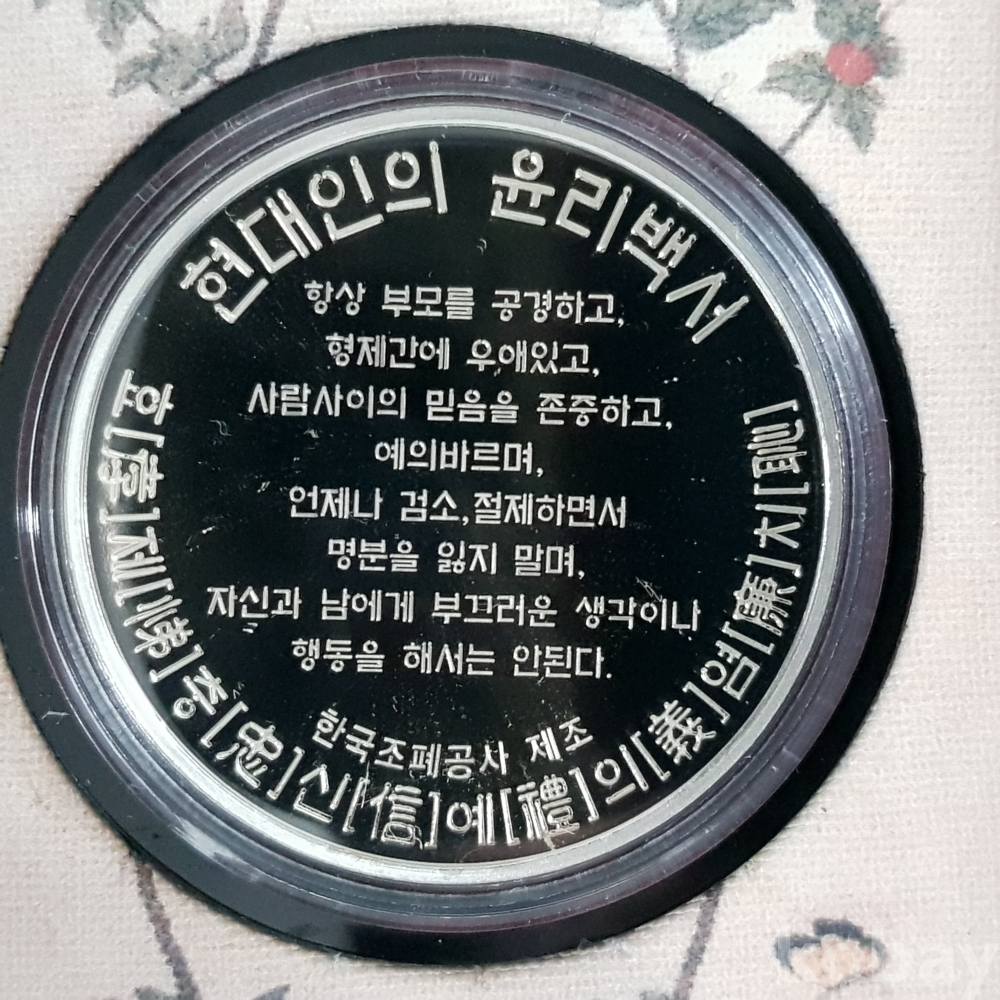 현대인의 윤리백서
항상 부모를 공경하고,
형제간에 우애있고,
사람사이의 믿음을 존중하고,
예의바르며,
언제나 검소,절제하면서
명분을 잃지 말며,
자신과 남에게 부끄러운 생각이나
행동을 해서는 안된다.
한국조폐공사 제조
효[孝]제[悌]충[忠]신[信]예[禮]의[義]염[廉]치[恥]